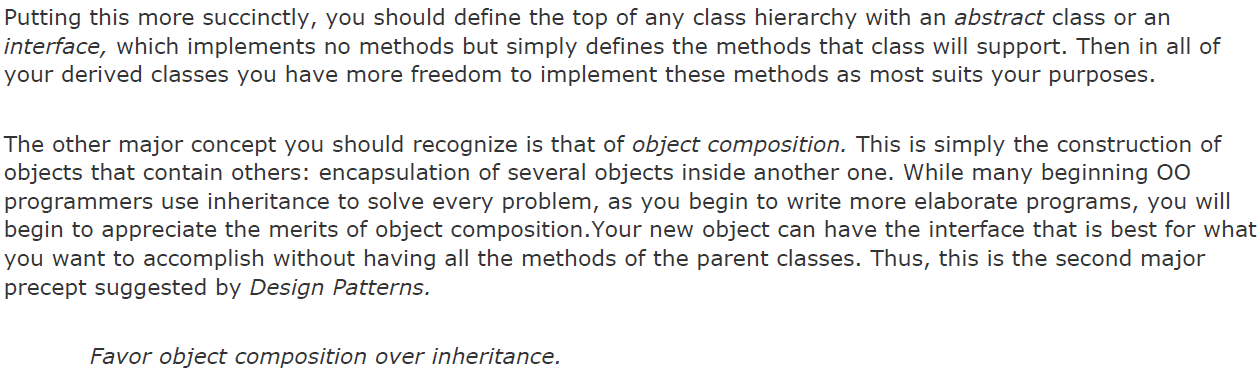 Putting this more succinctly, you should define the top of any class hierarchy with an abstract class or an
interface, which implements no methods but simply defines the methods that class will support. Then in all of
your derived classes you have more freedom to implement these methods as most suits your purposes.
The other major concept you should recognize is that of object composition. This is simply the construction of
objects that contain others: encapsulation of several objects inside another one. While many beginning OO
programmers use inheritance to solve every problem, as you begin to write more elaborate programs, you will
begin to appreciate the merits of object composition.Your new object can have the interface that is best for what
you want to accomplish without having all the methods of the parent classes. Thus, this is the second major
precept suggested by Design Patterns.
Favor object composition over inheritance.